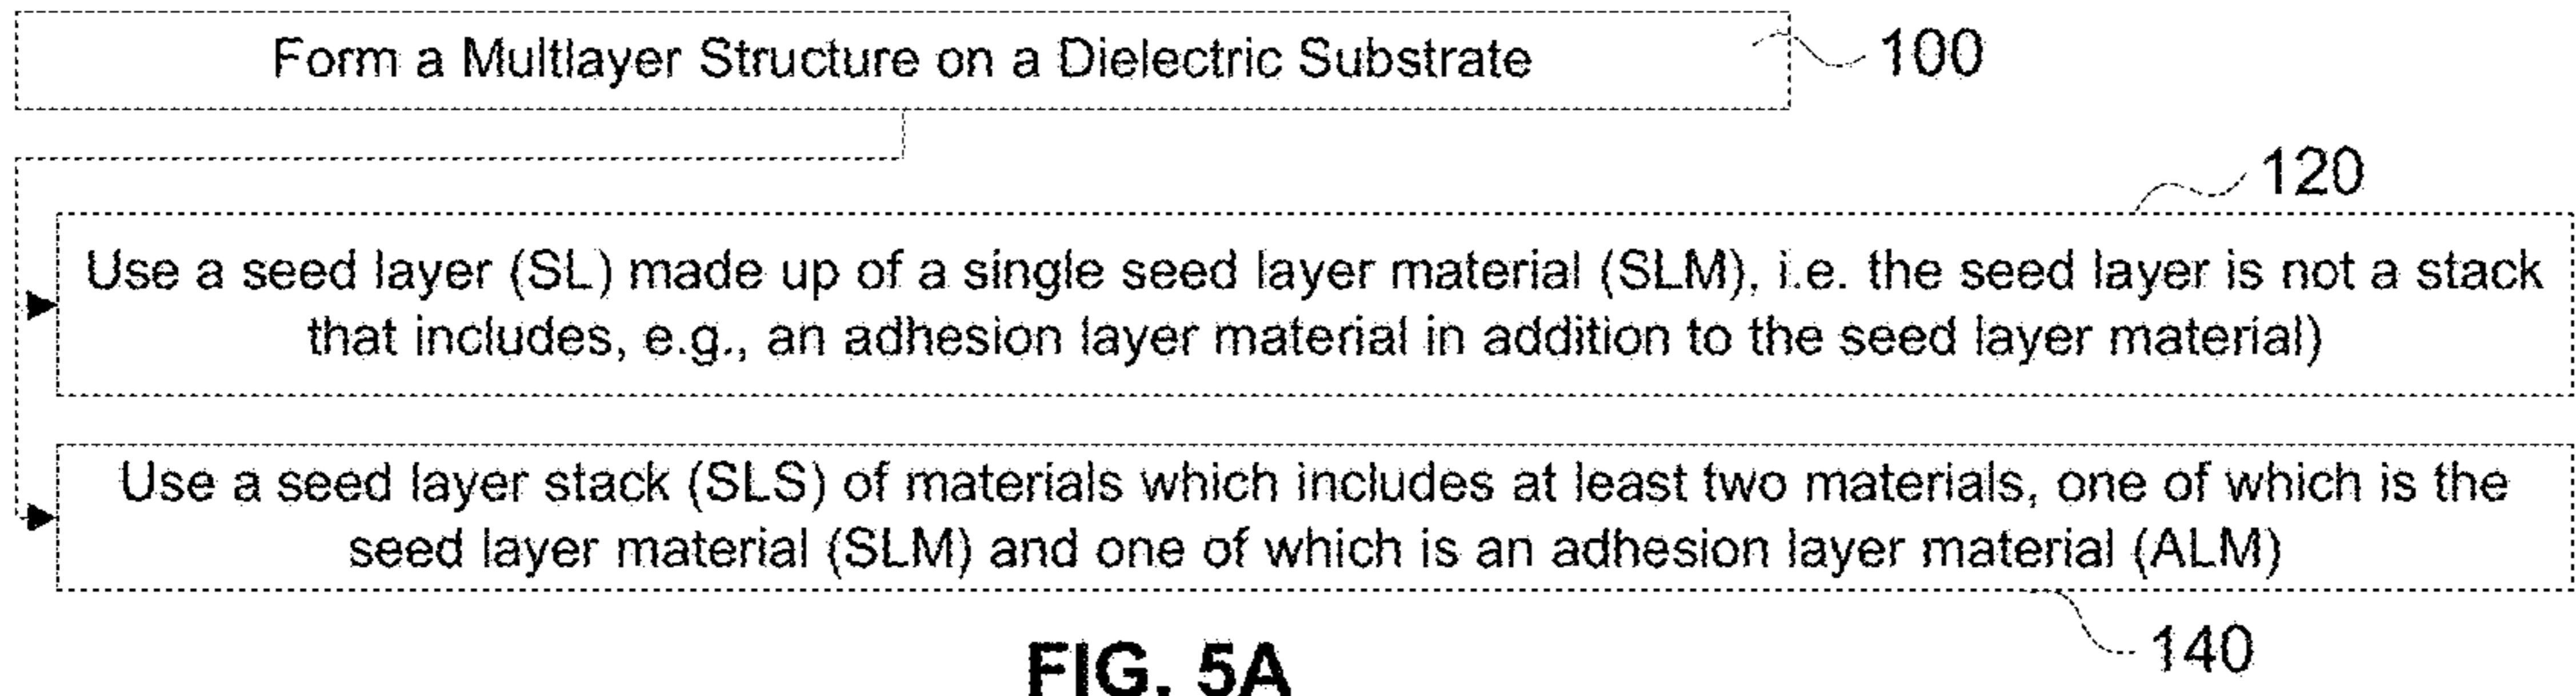 Form a Multlayer Structure on a Dielectric Substrate
100
120
Use a seed layer (SL) made up of a single seed layer material (SLM), i.e. the seed layer is not a stack
that includes, e.g., an adhesion layer material in addition to the seed layer material)
Use a seed layer stack (SLS) of materials which includes at least two materials, one of which is the
seed layer material (SLM) and one of which is an adhesion layer material (ALM)
140
FIG. 5A